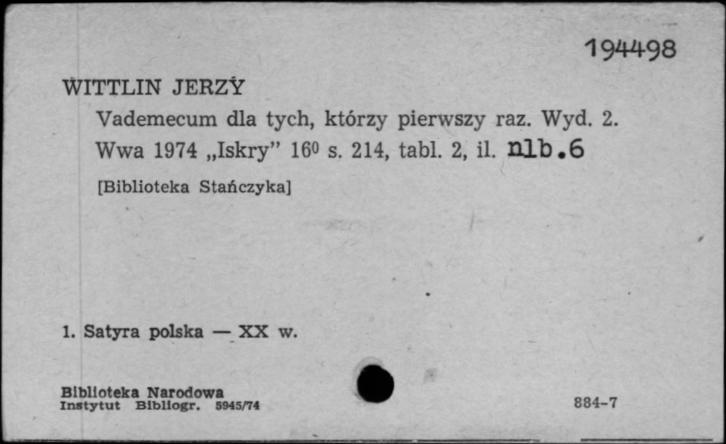 194498
WITTLIN JERZY
Vademecum dla tych, którzy pierwszy raz. Wyd. 2.
Wwa 1974 „Iskry” 16⁰ s. 214, tabl. 2, il. nlb.6
[Biblioteka Stańczyka]
1. Satyra polska — XX w.
Biblioteka Narodowa
Instytut Bibliogr. 5945/74
884-7